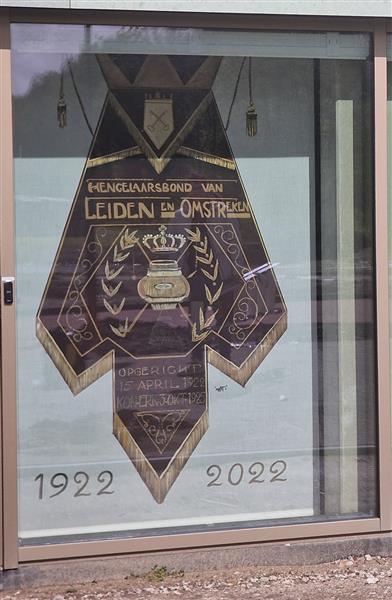 HENGELAARSBOND VAN
LEIDEN EN OMSTREKEN
OPGERICHT
15 APRIL 1922
1922 2022